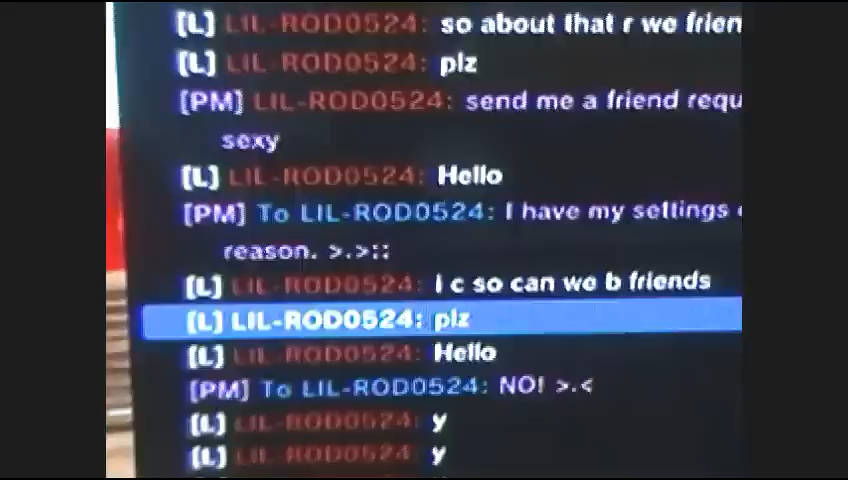 [L] LIL-ROD0524: so about that r we frien
[L] LIL-ROD0524: plz
[PM] LIL-ROD0524: send me a friend requ
sexy
[L] LIL-ROD0524: Hello
[PM] To LIL-ROD0524: I have my settings
reason. >.>;;
[L] LIL-ROD0524: i c so can we b friends
[L] LIL-ROD0524: plz
[L] LIL-ROD0524: Hello
[PM] To LIL-ROD0524: NO! >.<
[L] LIL-ROD0524: y
[L] LIL-ROD0524: y